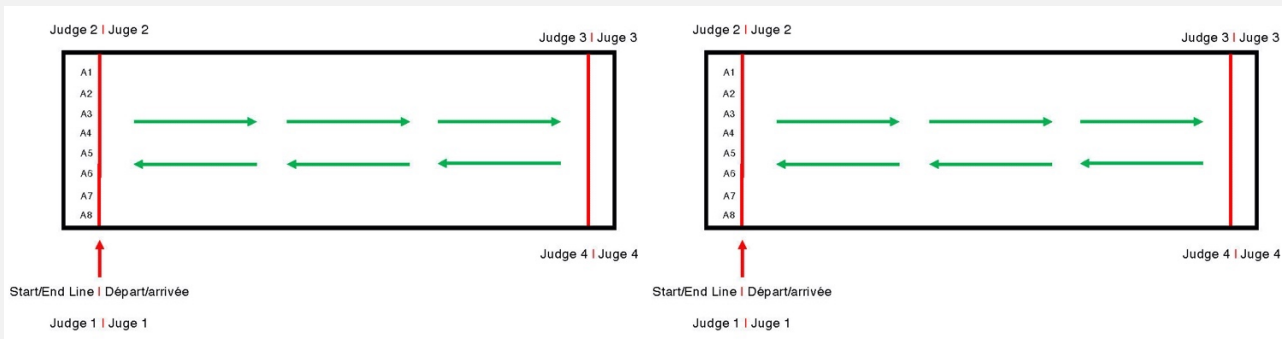 Judge 2 | Juge 2
Judge 3 | Juge 3
A1
A2
A3
A4
A5
A6
A7
A8
Judge 4 | Juge 4
Start/End Line | Départ/arrivée
Judge 1 | Juge 1
Judge 2 | Juge 2
Judge 3 | Juge 3
A1
A2
A3
A4
A5
A6
A7
A8
Judge 4 | Juge 4
Start/End Line | Départ/arrivée
Judge 1 | Juge 1